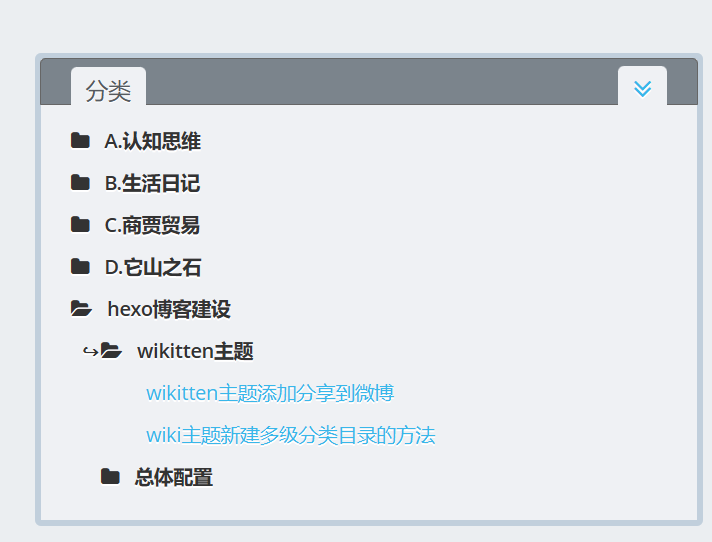 分类
A.认知思维
B.生活日记
C.商贾贸易
D.它山之石
hexo博客建设
wikitten主题
wikitten主题添加分享到微博
wiki主题新建多级分类目录的方法
总体配置